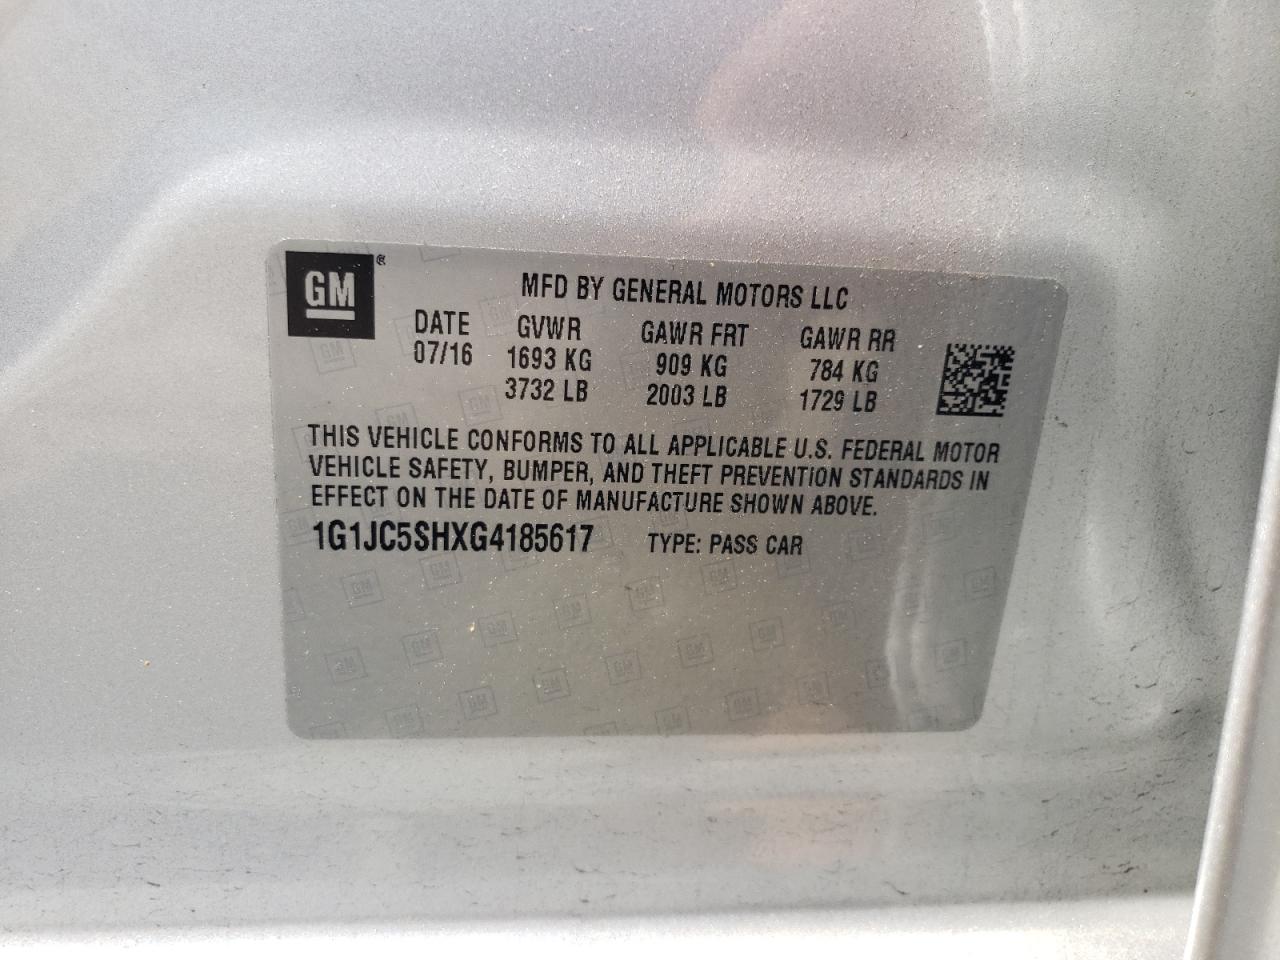 GM ®
MFD BY GENERAL MOTORS LLC
DATE GVWR GAWR FRT GAWR RR
07/16 1693 KG 909 KG 784 KG
3732 LB 2003 LB 1729 LB
THIS VEHICLE CONFORMS TO ALL APPLICABLE U.S. FEDERAL MOTOR
VEHICLE SAFETY, BUMPER, AND THEFT PREVENTION STANDARDS IN
EFFECT ON THE DATE OF MANUFACTURE SHOWN ABOVE.
1G1JC5SHXG4185617 TYPE: PASS CAR